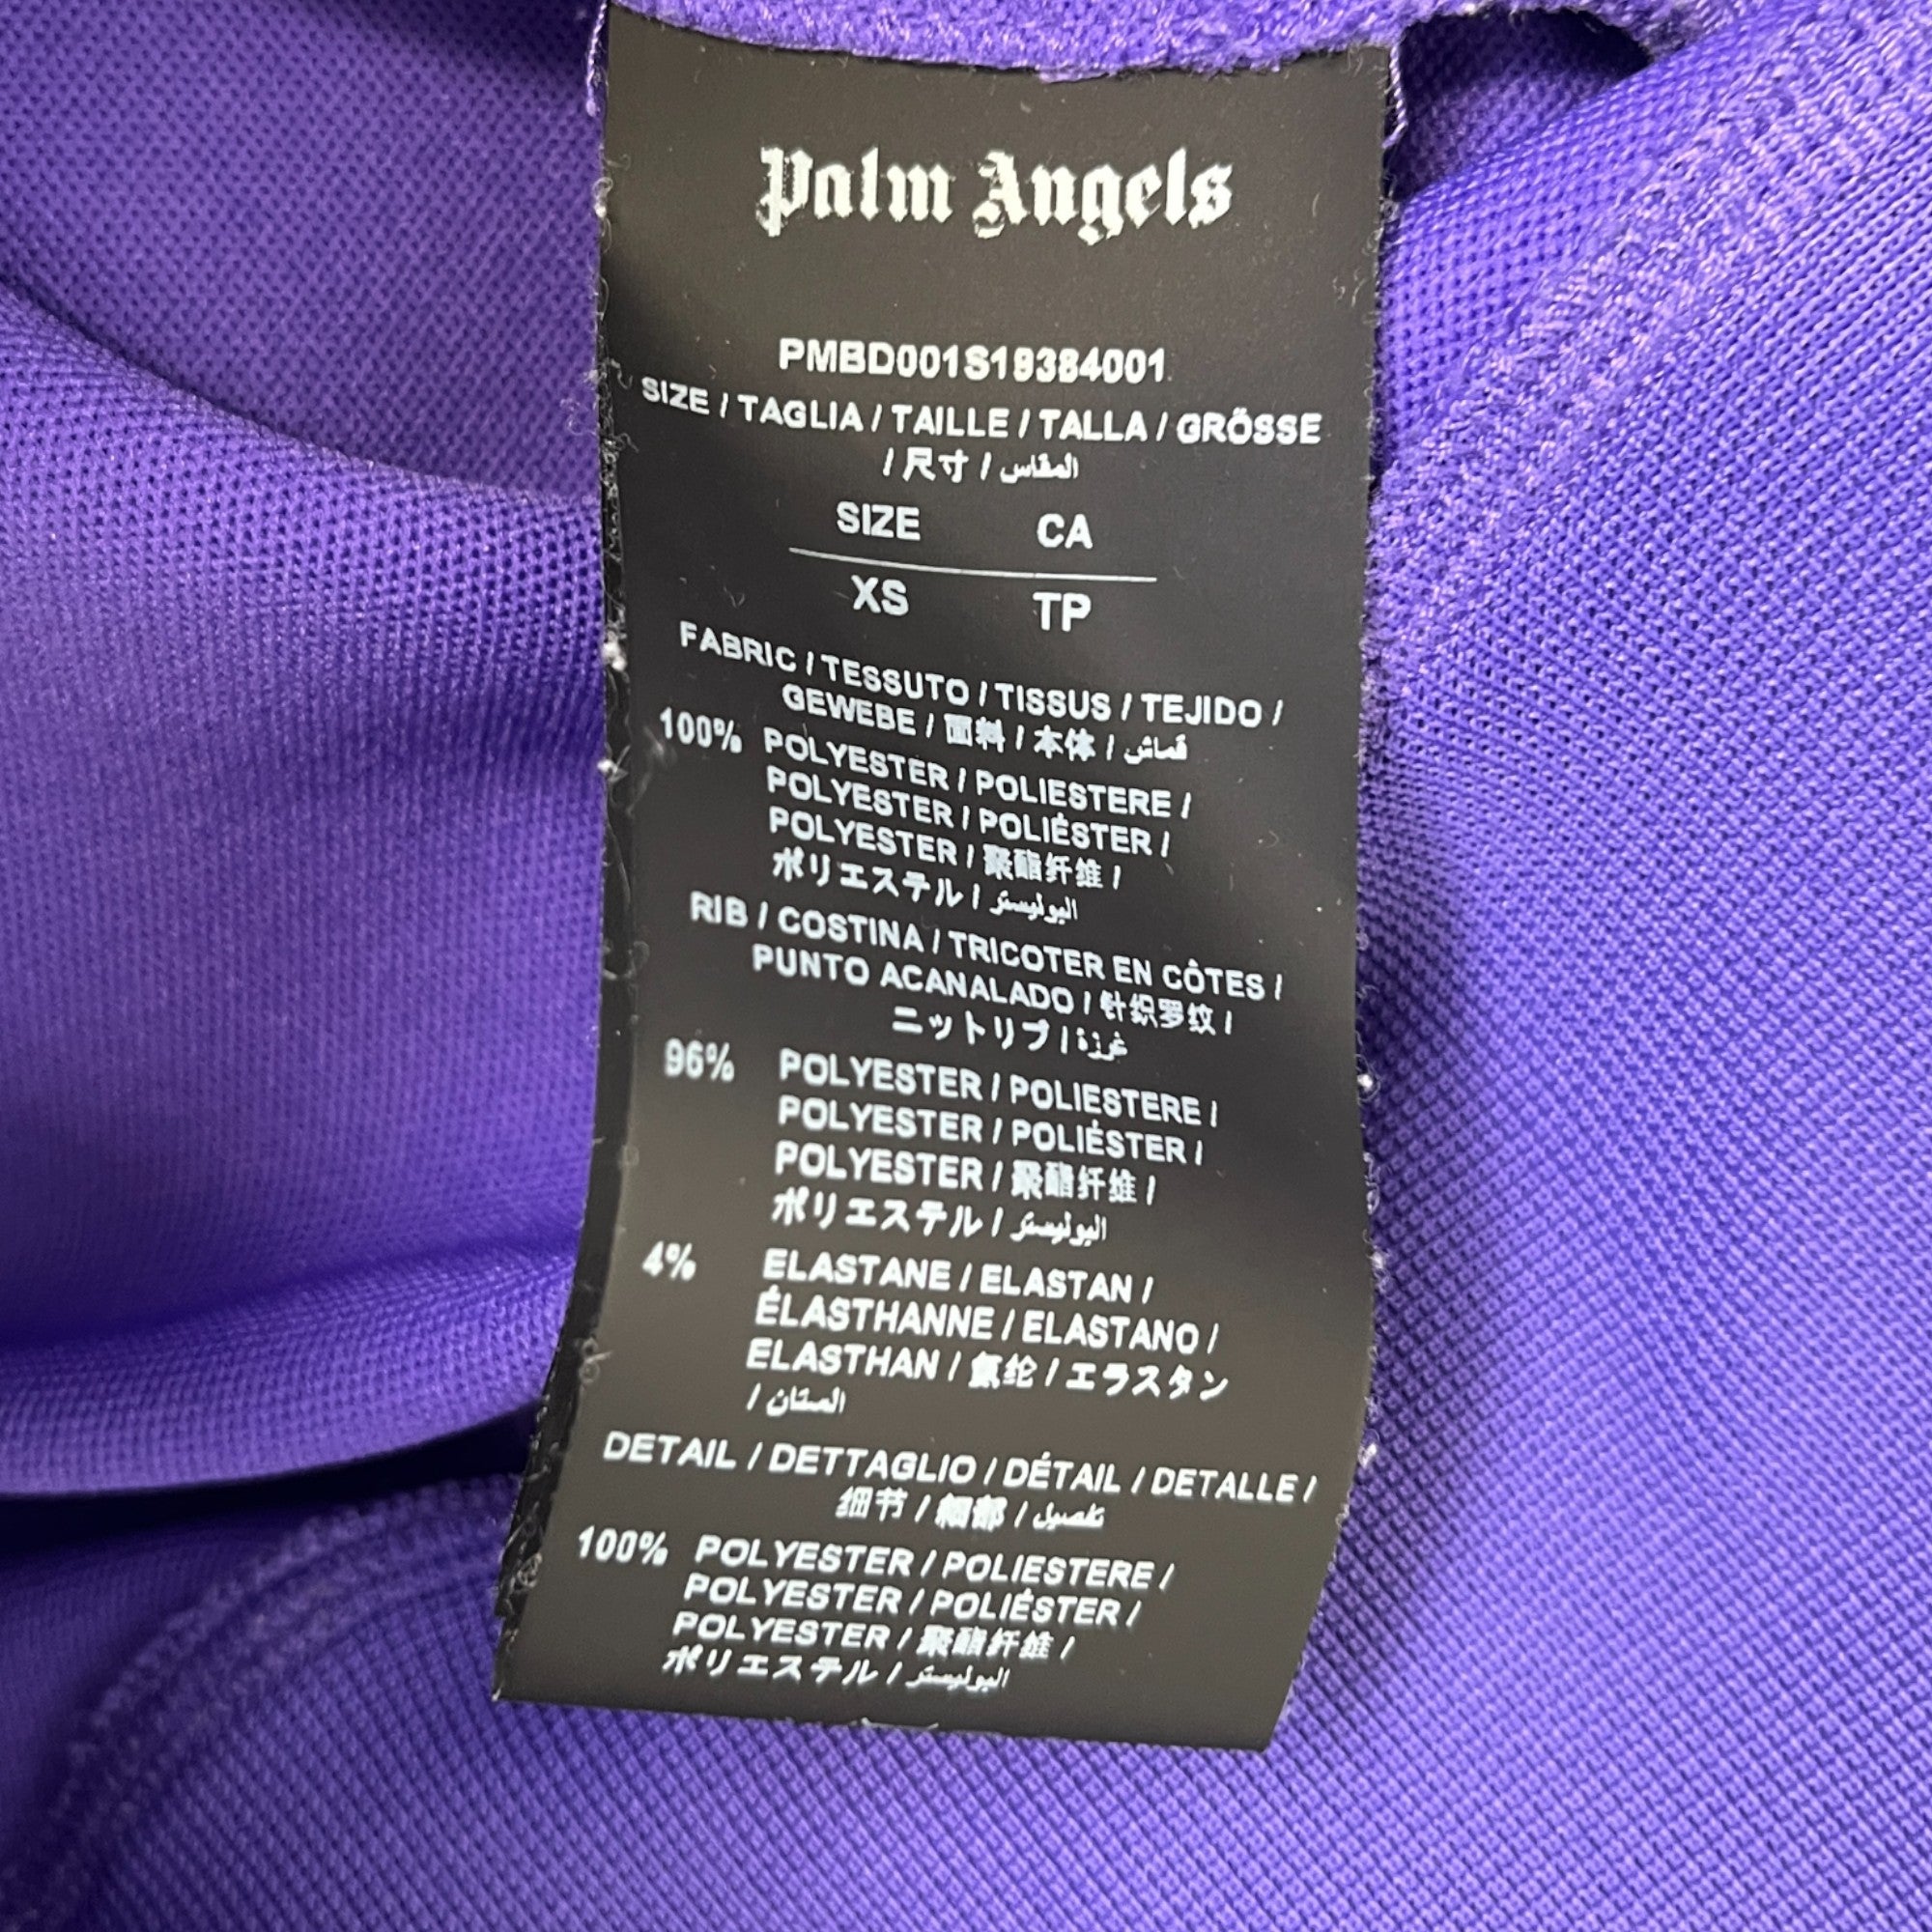 Palm Angels
PMBD001S19384001
SIZE / TAGLIA / TAILLE / TALLA / GRÖSSE
/ 尺寸 / المقاس
SIZE CA
XS TP
FABRIC / TESSUTO / TISSUS / TEJIDO /
GEWEBE / 面料 / 本体 / قماش
100% POLYESTER / POLIESTERE /
POLYESTER / POLIÉSTER /
POLYESTER / 聚酯纤维 /
ポリエステル / البوليستر
RIB / COSTINA / TRICOTER EN CÔTES /
PUNTO ACANALADO / 针织罗纹 /
ニットリブ / غرزة
96% POLYESTER / POLIESTERE /
POLYESTER / POLIÉSTER /
POLYESTER / 聚酯纤维 /
ポリエステル / البوليستر
4% ELASTANE / ELASTAN /
ÉLASTHANNE / ELASTANO /
ELASTHAN / 氨纶 / エラスタン
/ الستان
DETAIL / DETTAGLIO / DÉTAIL / DETALLE /
细节 / 細部 / تفصيل
100% POLYESTER / POLIESTERE /
POLYESTER / POLIÉSTER /
POLYESTER / 聚酯纤维 /
ポリエステル / البوليستر